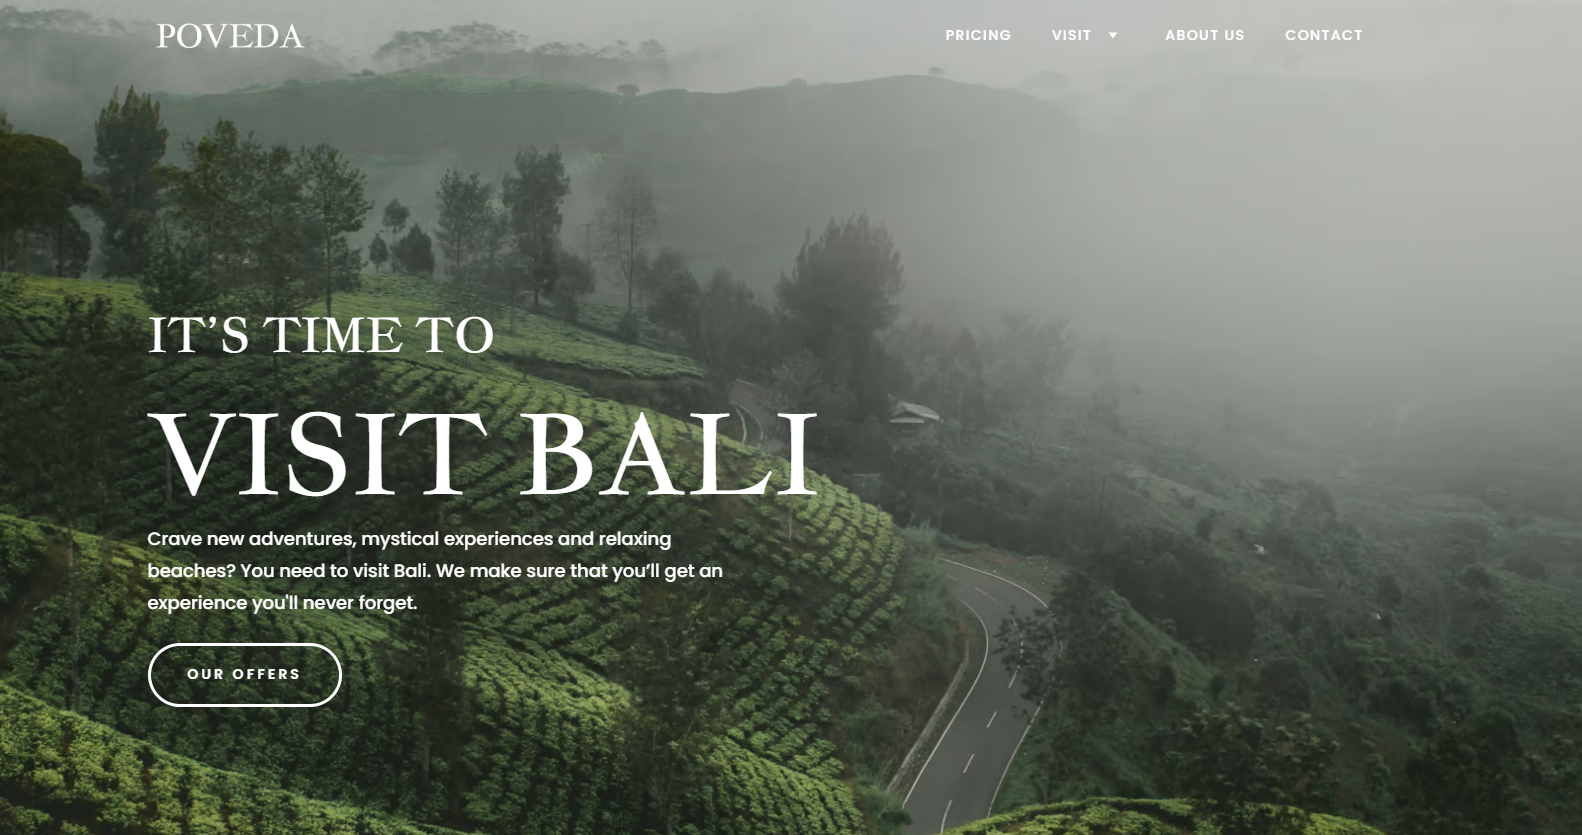 POVEDA
PRICING VISIT ▼ ABOUT US CONTACT
IT’S TIME TO
VISIT BALI
Crave new adventures, mystical experiences and relaxing
beaches? You need to visit Bali. We make sure that you’ll get an
experience you'll never forget.
OUR OFFERS